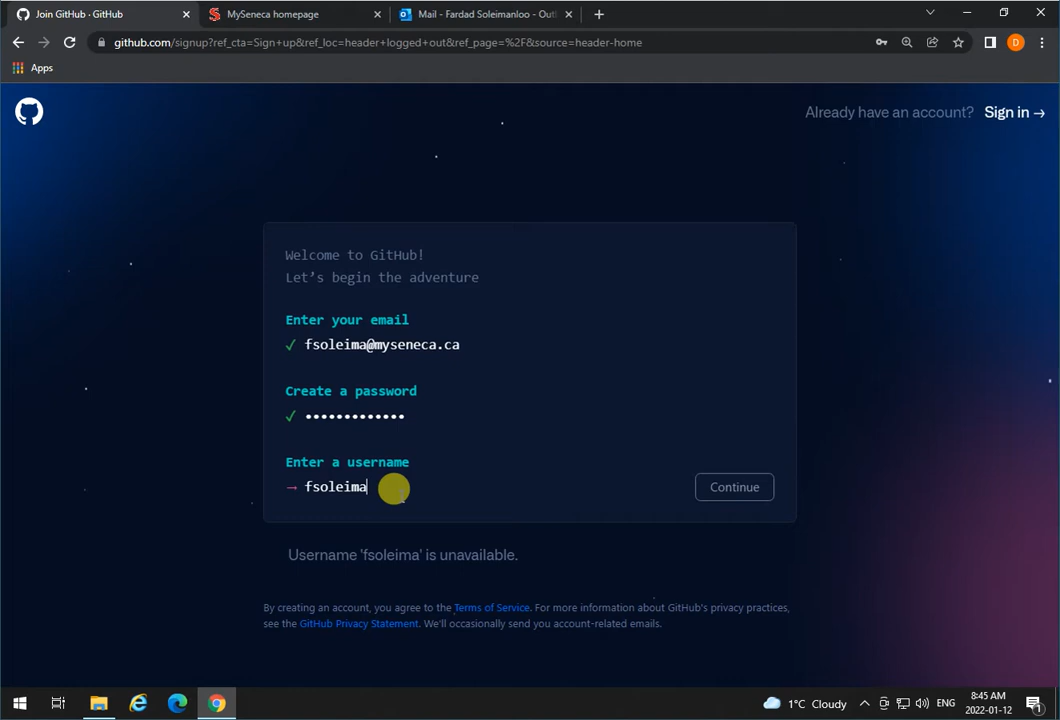 Join GitHub · GitHub
MySeneca homepage
Mail - Fardad Soleimanloo - Out
github.com/signup?ref_cta=Sign+up&ref_loc=header+logged+out&ref_page=%2F&source=header-home
D
Apps
Already have an account? Sign in →
Welcome to GitHub!
Let's begin the adventure
Enter your email
✓ fsoleima@myseneca.ca
Create a password
✓ •••••••••••••
Enter a username
→ fsoleima
Continue
Username 'fsoleima' is unavailable.
By creating an account, you agree to the Terms of Service. For more information about GitHub's privacy practices,
see the GitHub Privacy Statement. We'll occasionally send you account-related emails.
1°C Cloudy
ENG
8:45 AM
2022-01-12
1